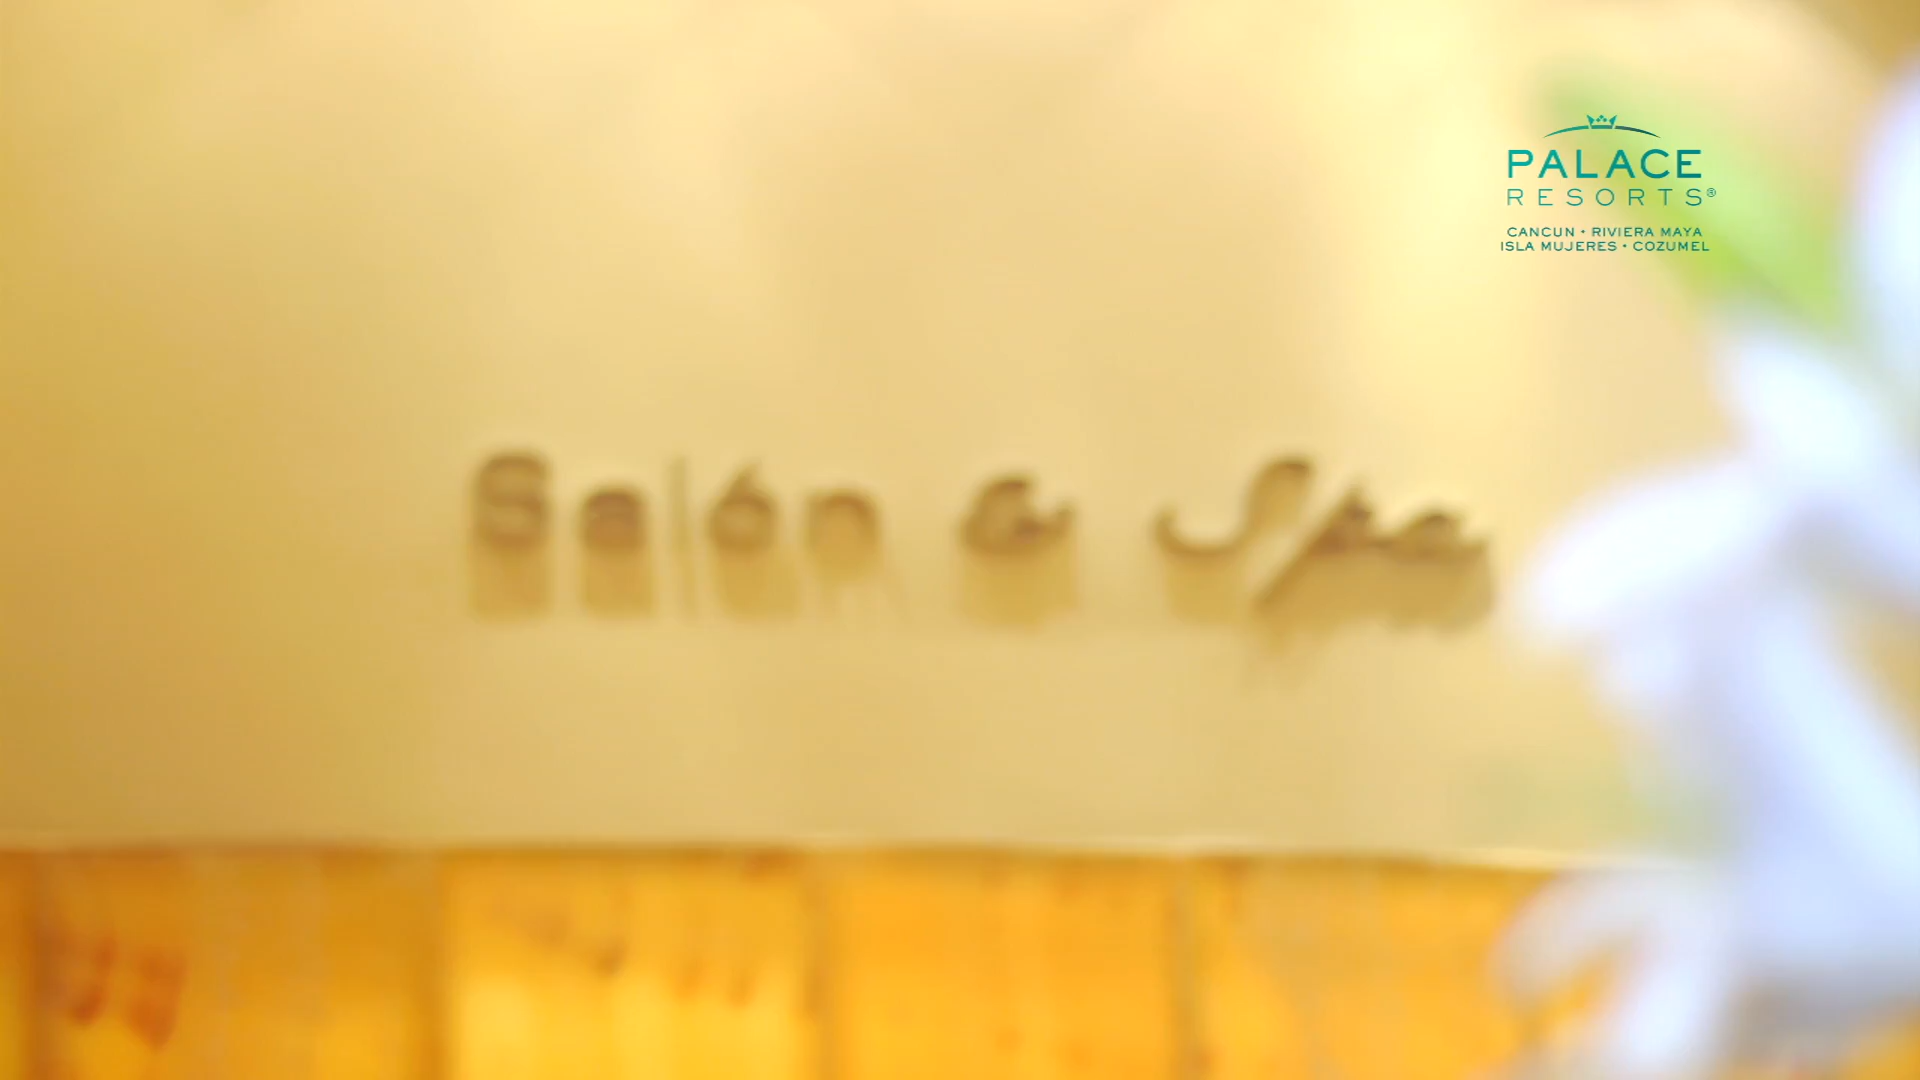 PALACE
RESORTS®
CANCUN • RIVIERA MAYA
ISLA MUJERES • COZUMEL
Salón & Spa